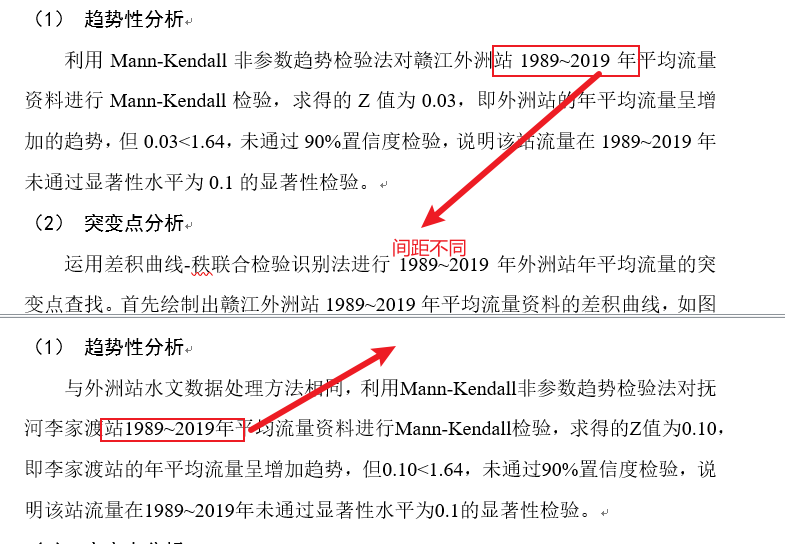 （1） 趋势性分析
利用 Mann-Kendall 非参数趋势检验法对赣江外洲站 1989~2019 年平均流量
资料进行 Mann-Kendall 检验，求得的 Z 值为 0.03，即外洲站的年平均流量呈增
加的趋势，但 0.03<1.64，未通过 90%置信度检验，说明该站流量在 1989~2019 年
未通过显著性水平为 0.1 的显著性检验。
（2） 突变点分析
间距不同
运用差积曲线-秩联合检验识别法进行 1989~2019 年外洲站年平均流量的突
变点查找。首先绘制出赣江外洲站 1989~2019 年平均流量资料的差积曲线，如图
（1） 趋势性分析
与外洲站水文数据处理方法相同，利用Mann-Kendall非参数趋势检验法对抚
河李家渡站1989~2019年平均流量资料进行Mann-Kendall检验，求得的Z值为0.10，
即李家渡站的年平均流量呈增加趋势，但0.10<1.64，未通过90%置信度检验，说
明该站流量在1989~2019年未通过显著性水平为0.1的显著性检验。